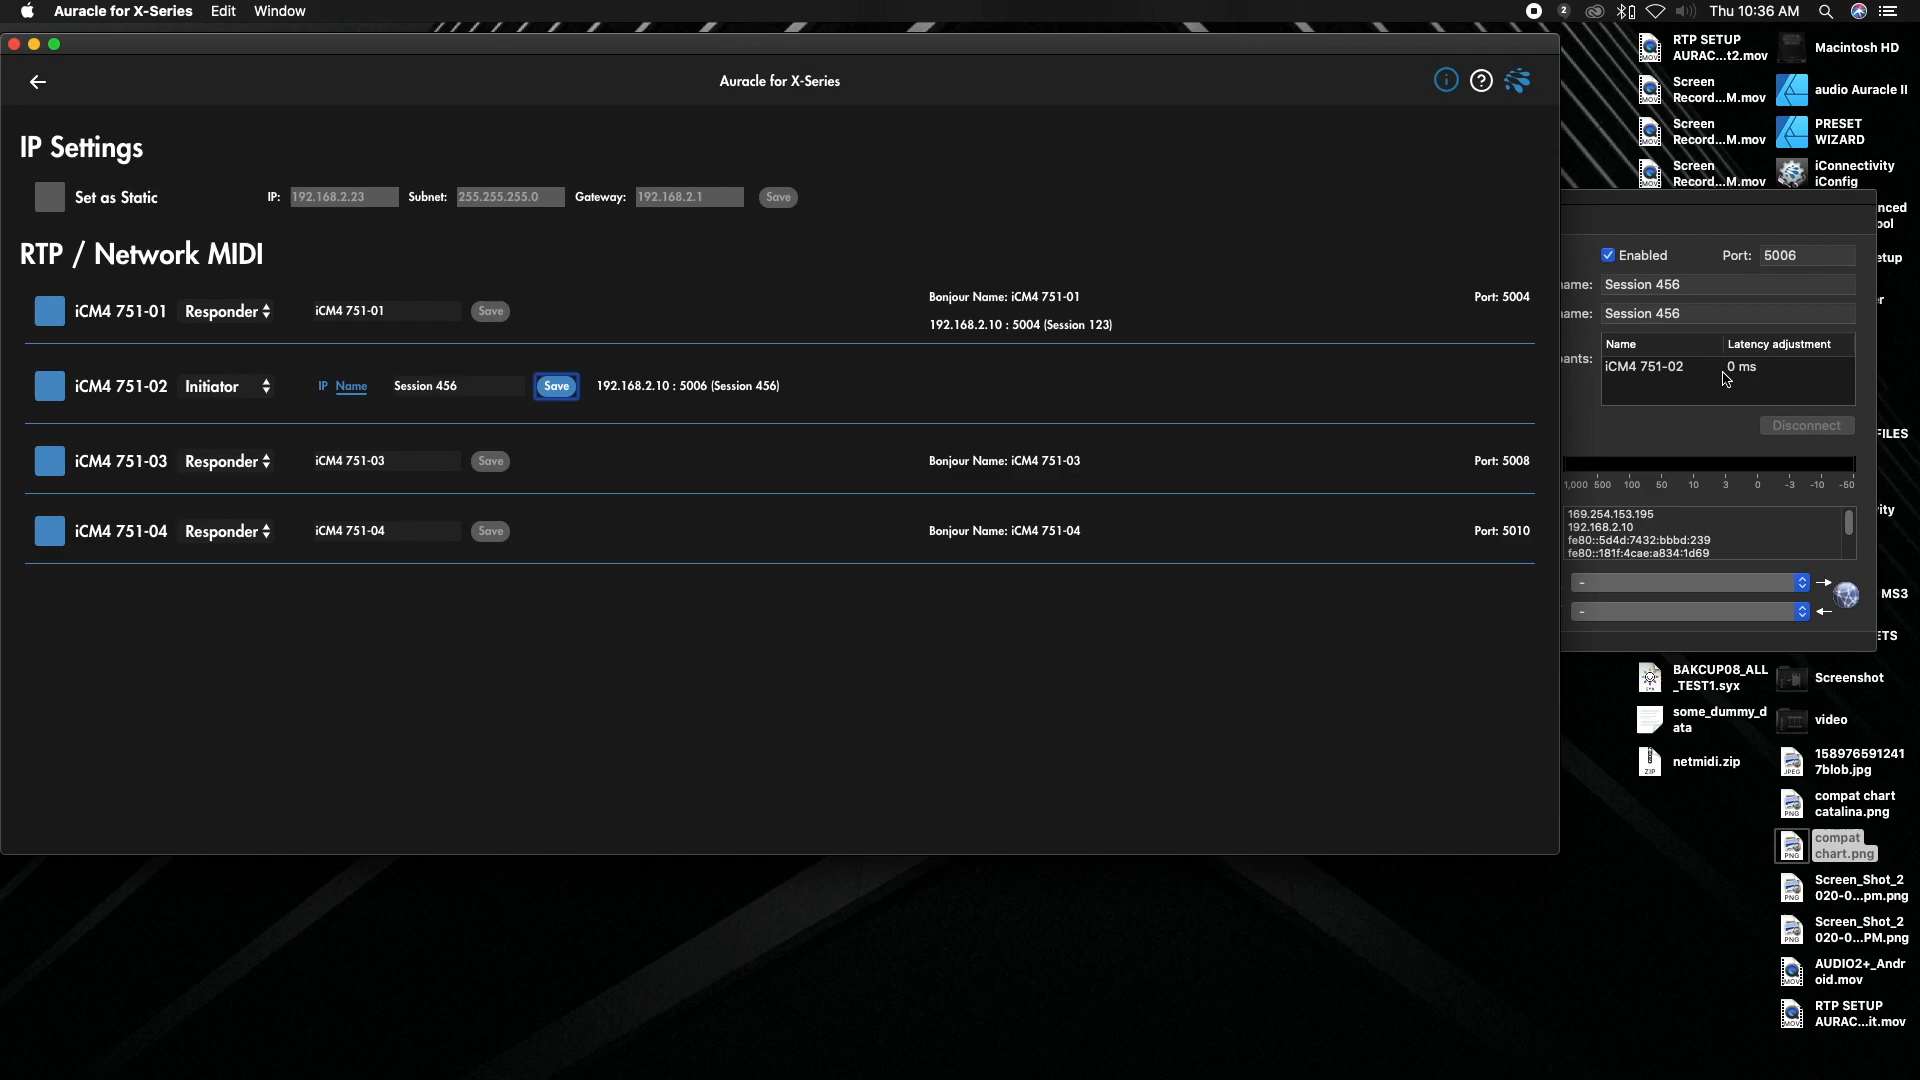 Auracle for X-Series Edit Window
2 Thu 10:36 AM
Auracle for X-Series
IP Settings
Set as Static IP: 192.168.2.23 Subnet: 255.255.255.0 Gateway: 192.168.2.1 Save
RTP / Network MIDI
iCM4 751-01 Responder iCM4 751-01 Save Bonjour Name: iCM4 751-01 Port: 5004
192.168.2.10 : 5004 (Session 123)
iCM4 751-02 Initiator IP Name Session 456 Save 192.168.2.10 : 5006 (Session 456)
iCM4 751-03 Responder iCM4 751-03 Save Bonjour Name: iCM4 751-03 Port: 5008
iCM4 751-04 Responder iCM4 751-04 Save Bonjour Name: iCM4 751-04 Port: 5010
Enabled Port: 5006
ame: Session 456
ame: Session 456
Name Latency adjustment
ants: iCM4 751-02 0 ms
Disconnect
1,000 500 100 50 10 3 0 -3 -10 -50
169.254.153.195
192.168.2.10
fe80::5d4d:7432:bbbd:239
fe80::181f:4cae:a834:1d69
-
-
RTP SETUP
AURAC...t2.mov
Screen
Record...M.mov
Screen
Record...M.mov
Screen
Record...M.mov
BAKCUP08_ALL
_TEST1.syx
some_dummy_d
ata
netmidi.zip
Macintosh HD
audio Auracle II
PRESET
WIZARD
iConnectivity
iConfig
nced
ool
etup
er
FILES
ity
MS3
ETS
Screenshot
video
158976591241
7blob.jpg
compat chart
catalina.png
compat
chart.png
Screen_Shot_2
020-0...pm.png
Screen_Shot_2
020-0...PM.png
AUDIO2+_Andr
oid.mov
RTP SETUP
AURAC...it.mov